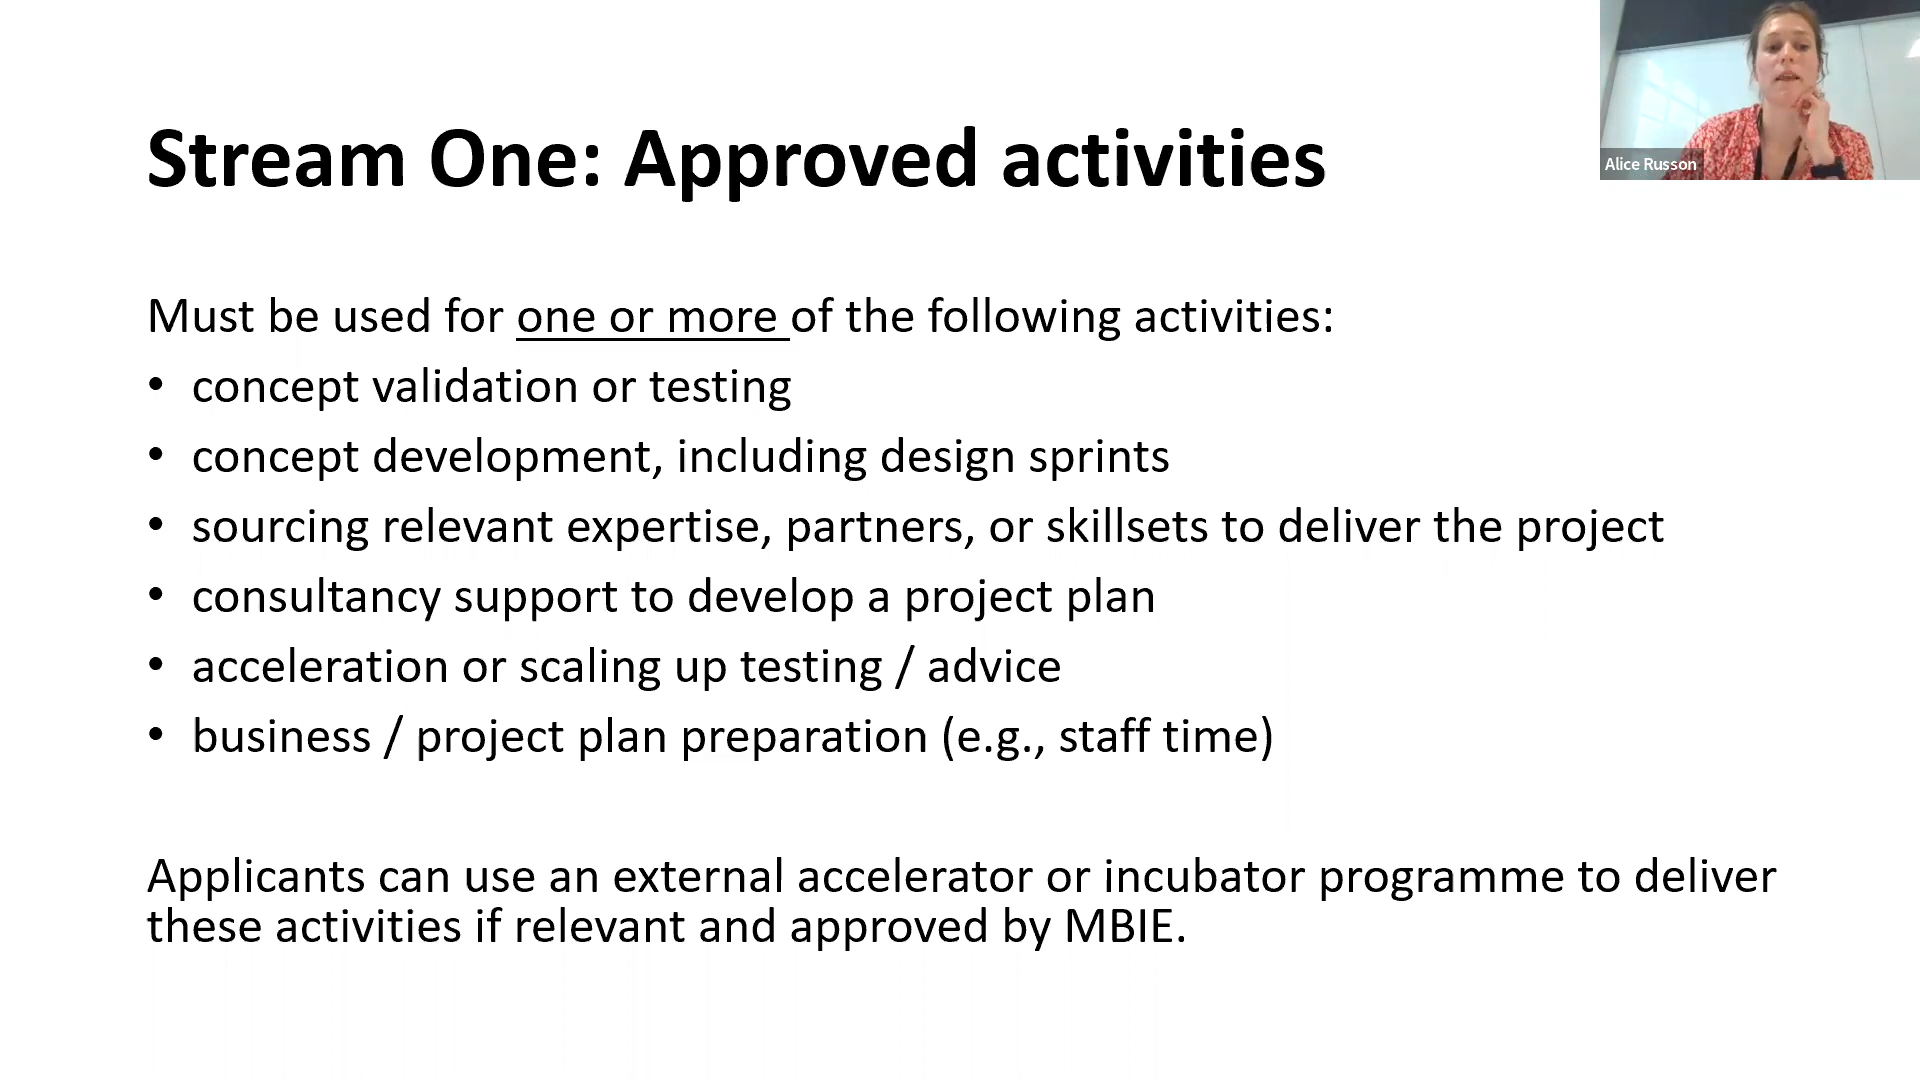 Stream One: Approved activities
Alice Russon
Must be used for one or more of the following activities:
• concept validation or testing
• concept development, including design sprints
• sourcing relevant expertise, partners, or skillsets to deliver the project
• consultancy support to develop a project plan
• acceleration or scaling up testing / advice
• business / project plan preparation (e.g., staff time)
Applicants can use an external accelerator or incubator programme to deliver
these activities if relevant and approved by MBIE.